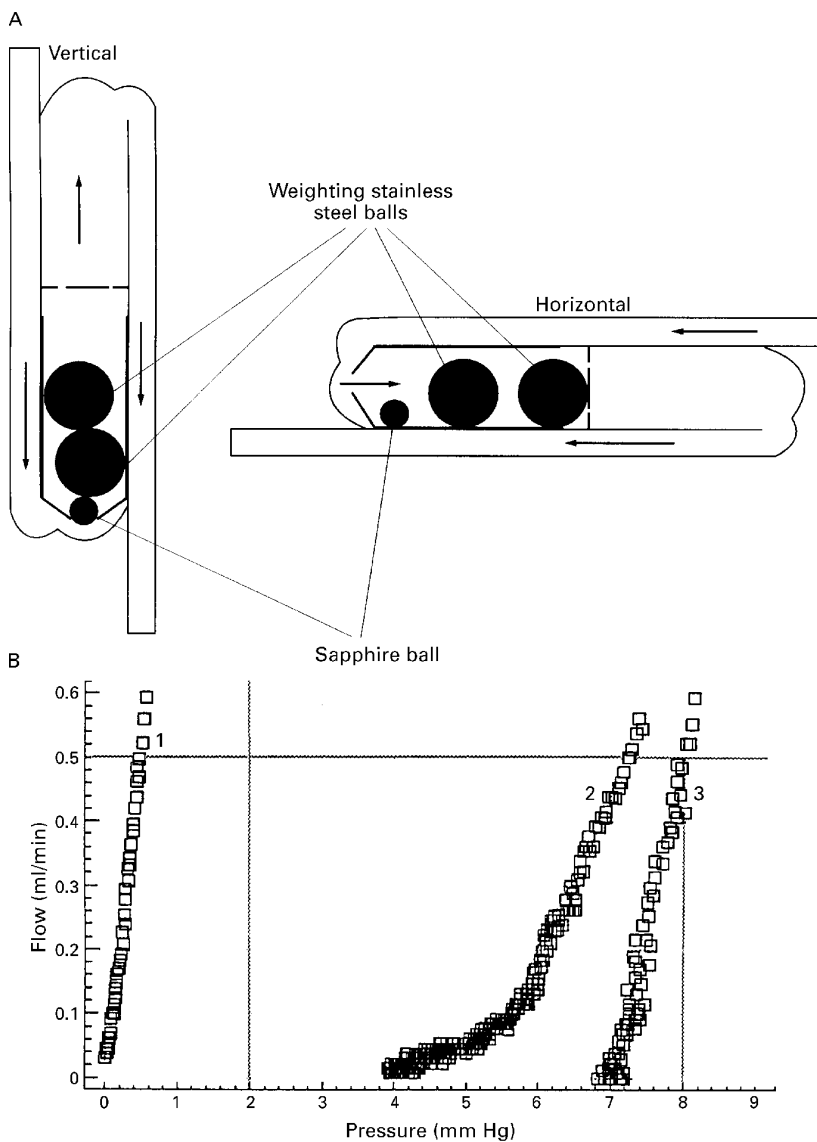 A
Vertical
Weighting stainless
steel balls
Horizontal
Sapphire ball
B
0.6
0.5
0.4
0.3
0.2
0.1
0
Flow (ml/min)
1
2
3
0 1 2 3 4 5 6 7 8 9
Pressure (mm Hg)